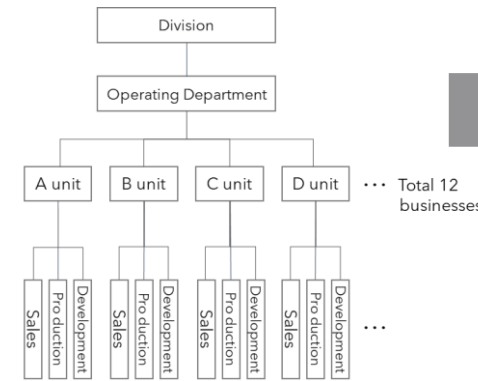 Division
Operating Department
A unit
B unit
C unit
D unit
··· Total 12
businesses
Sales
Pro duction
Development
Sales
Pro duction
Development
Sales
Pro duction
Development
Sales
Pro duction
Development
···